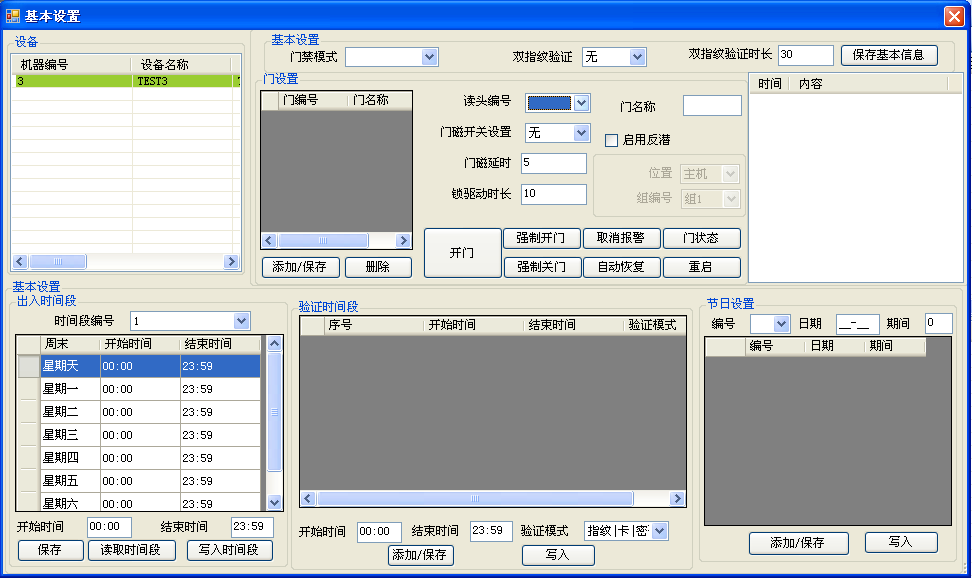 基本设置
设备
机器编号 设备名称
3 TEST3
基本设置
门禁模式 双指纹验证 无 双指纹验证时长 30 保存基本信息
门设置
门编号 门名称
添加/保存 删除
读头编号 门名称
门磁开关设置 无 启用反潜
门磁延时 5
锁驱动时长 10
位置 主机
组编号 组1
开门 强制开门 取消报警 门状态
强制关门 自动恢复 重启
时间 内容
基本设置
出入时间段
时间段编号 1
周末 开始时间 结束时间
星期天 00:00 23:59
星期一 00:00 23:59
星期二 00:00 23:59
星期三 00:00 23:59
星期四 00:00 23:59
星期五 00:00 23:59
星期六 00:00 23:59
开始时间 00:00 结束时间 23:59
保存 读取时间段 写入时间段
验证时间段
序号 开始时间 结束时间 验证模式
开始时间 00:00 结束时间 23:59 验证模式 指纹|卡|密
添加/保存 写入
节日设置
编号 日期 __-__ 期间 0
编号 日期 期间
添加/保存 写入